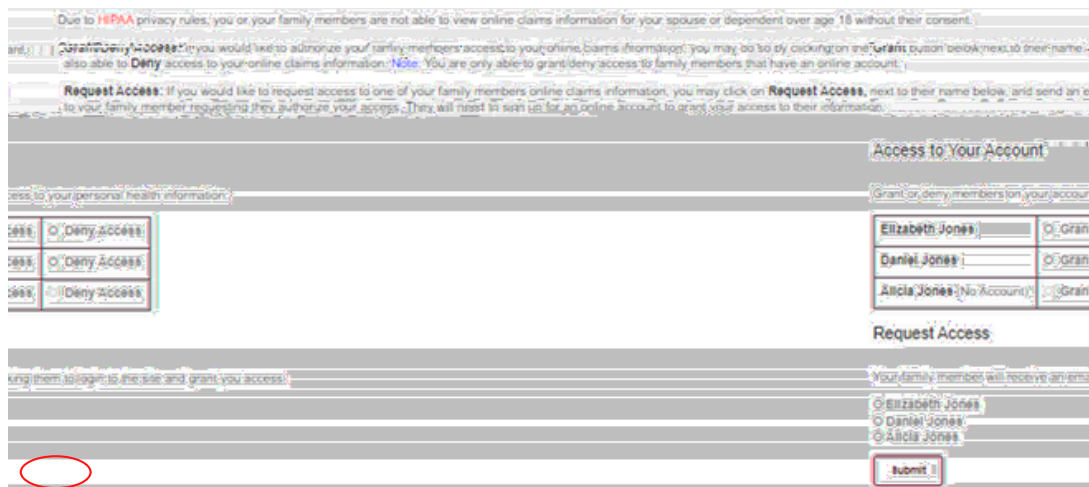 Due to HIPAA privacy rules, you or your family members are not able to view online claims information for your spouse or dependent over age 18 without their consent.
Grant/Deny Access: If you would like to authorize your family members access to your online claims information, you may do so by clicking on the "Grant button below next to their name.
also able to Deny access to your online claims information. Note: You are only able to grant/deny access to family members that have an online account.
Request Access: If you would like to request access to one of your family members online claims information, you may click on Request Access, next to their name below, and send an e
to your family member requesting they authorize your access. They will need to sign up for an online account to grant your access to their information.
Access to Your Account
cess to your personal health information.
Grant or deny members on your accoun
cess Deny Access
Elizabeth Jones Gran
cess Deny Access
Daniel Jones Gran
cess Deny Access
Alicia Jones (No Account) Gran
Request Access
king them to login to the site and grant you access.
Your family member will receive an ema
Elizabeth Jones
Daniel Jones
Alicia Jones
Submit